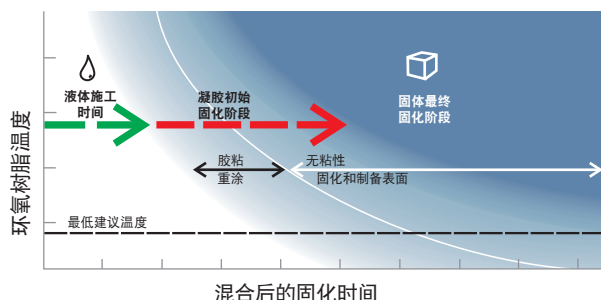 液体施工
时间
凝胶初始
固化阶段
固体最终
固化阶段
胶粘
重涂
无粘性
固化和制备表面
最低建议温度
环氧树脂温度
混合后的固化时间